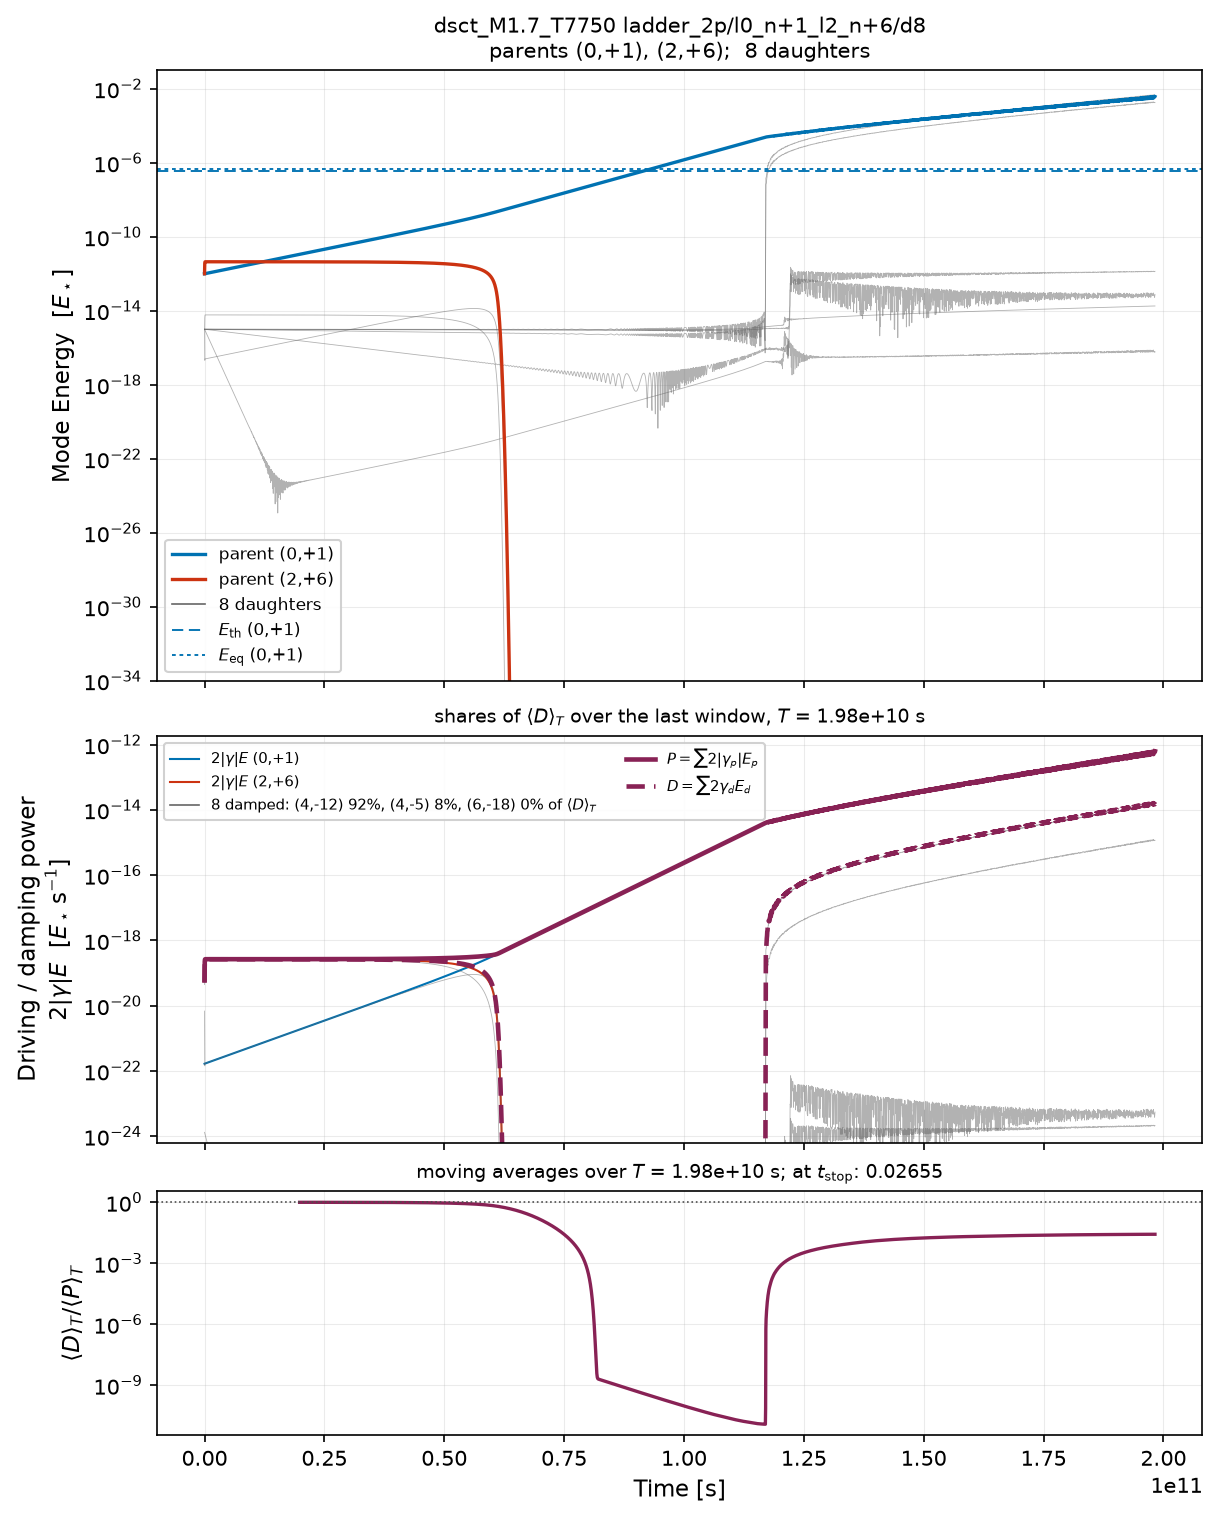 dsct_M1.7_T7750 ladder_2p/l0_n+1_l2_n+6/d8
parents (0,+1), (2,+6);  8 daughters
Mode Energy  [E⋆]
10⁻²
10⁻⁶
10⁻¹⁰
10⁻¹⁴
10⁻¹⁸
10⁻²²
10⁻²⁶
10⁻³⁰
10⁻³⁴
parent (0,+1)
parent (2,+6)
8 daughters
E_th (0,+1)
E_eq (0,+1)
shares of ⟨D⟩_T over the last window, T = 1.98e+10 s
Driving / damping power
2|γ|E  [E⋆ s⁻¹]
10⁻¹²
10⁻¹⁴
10⁻¹⁶
10⁻¹⁸
10⁻²⁰
10⁻²²
10⁻²⁴
2|γ|E (0,+1)
2|γ|E (2,+6)
8 damped: (4,-12) 92%, (4,-5) 8%, (6,-18) 0% of ⟨D⟩_T
P = ∑2|γ_p|E_p
D = ∑2γ_dE_d
moving averages over T = 1.98e+10 s; at t_stop: 0.02655
⟨D⟩_T/⟨P⟩_T
10⁰
10⁻³
10⁻⁶
10⁻⁹
0.00 0.25 0.50 0.75 1.00 1.25 1.50 1.75 2.00
1e11
Time [s]